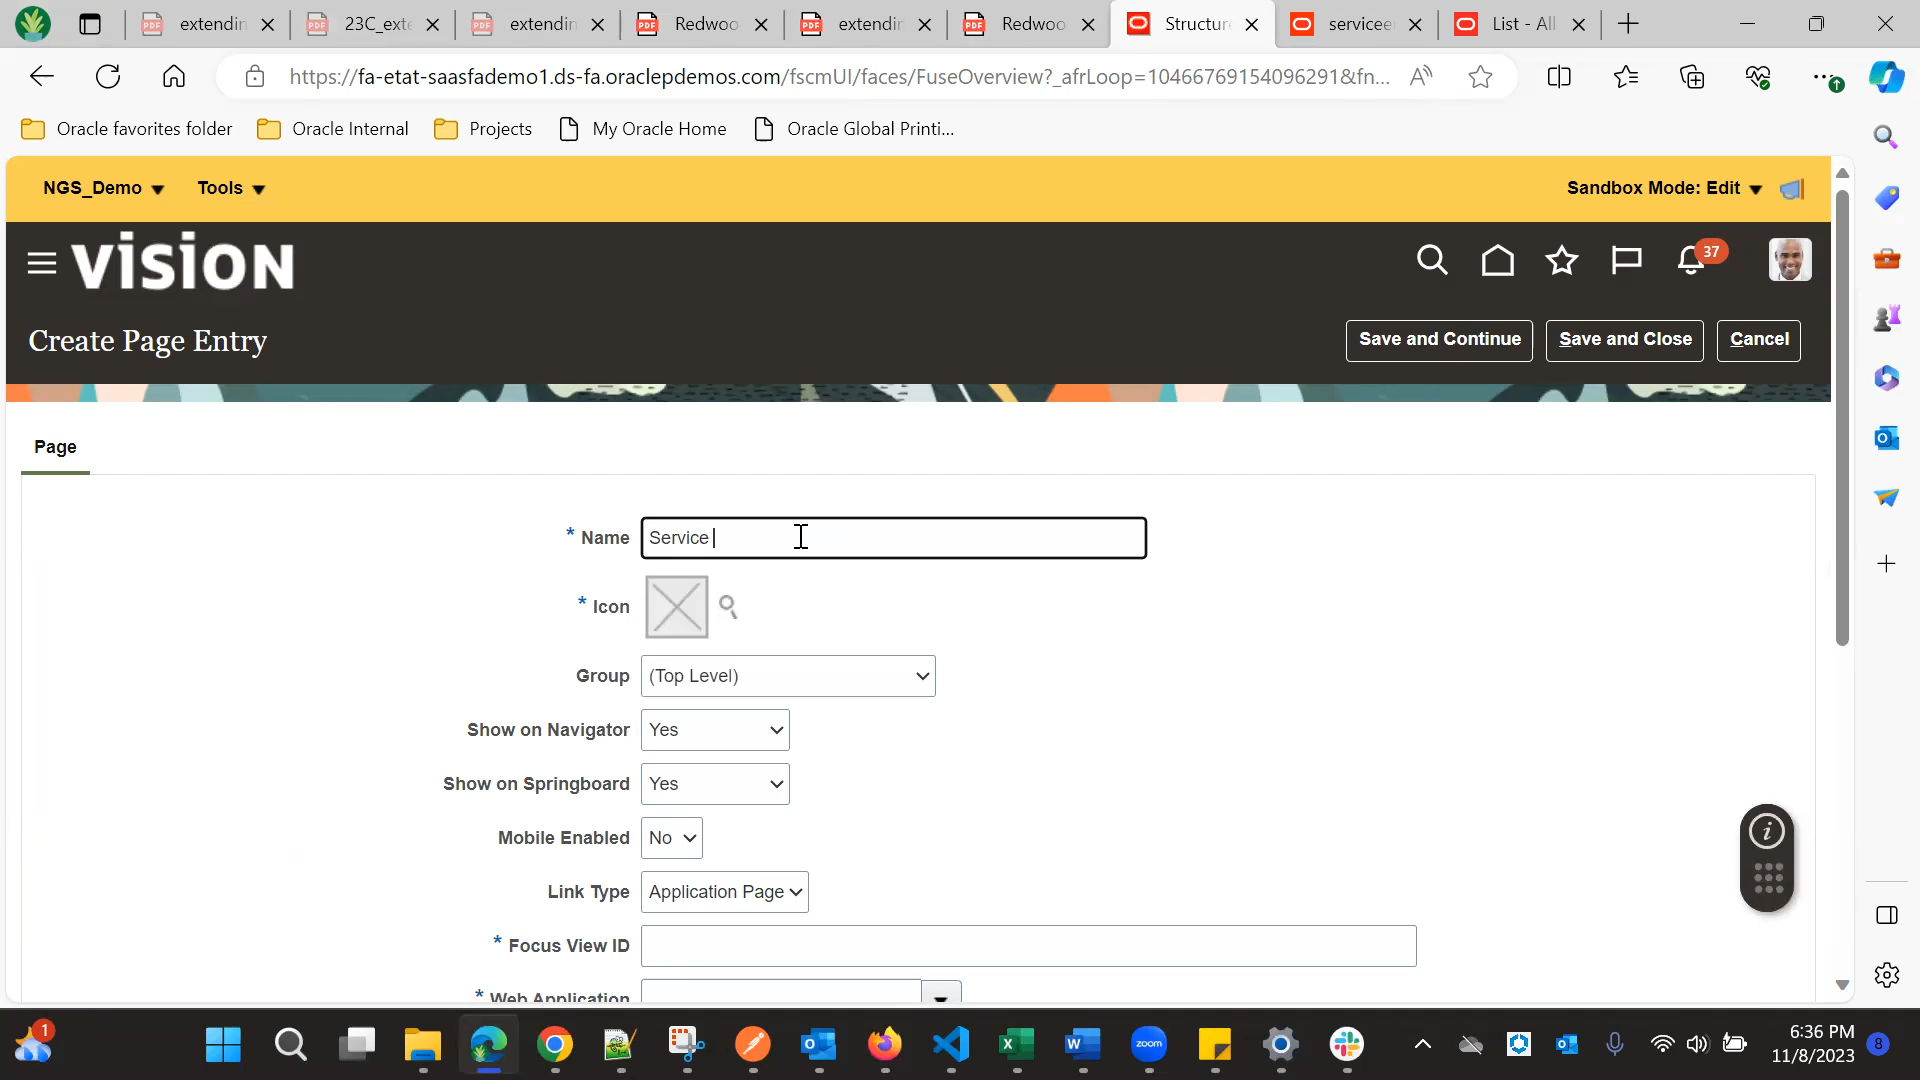 extendin
23C_ext
extendin
Redwoo
extendin
Redwoo
Structur
servicee
List - All
https://fa-etat-saasfademo1.ds-fa.oraclepdemos.com/fscmUI/faces/FuseOverview?_afrLoop=10466769154096291&fn...
Oracle favorites folder
Oracle Internal
Projects
My Oracle Home
Oracle Global Printi...
NGS_Demo
Tools
Sandbox Mode: Edit
VISION
37
Create Page Entry
Save and Continue
Save and Close
Cancel
Page
* Name
Service
* Icon
Group
(Top Level)
Show on Navigator
Yes
Show on Springboard
Yes
Mobile Enabled
No
Link Type
Application Page
* Focus View ID
* Web Application
1
zoom
6:36 PM
11/8/2023
8